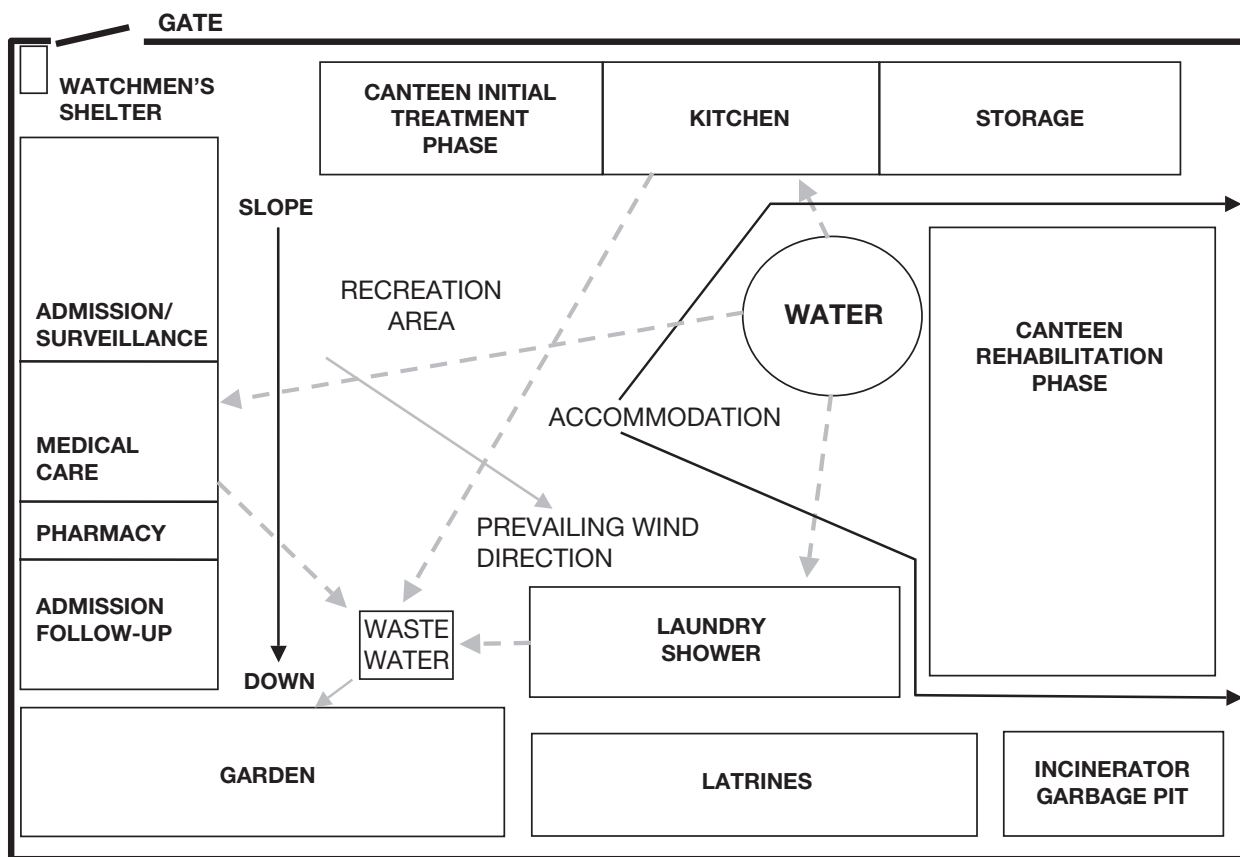 GATE
WATCHMEN'S
SHELTER
CANTEEN INITIAL
TREATMENT
PHASE
KITCHEN
STORAGE
SLOPE
RECREATION
AREA
WATER
ADMISSION/
SURVEILLANCE
CANTEEN
REHABILITATION
PHASE
ACCOMMODATION
MEDICAL
CARE
PREVAILING WIND
DIRECTION
PHARMACY
ADMISSION
FOLLOW-UP
WASTE
WATER
LAUNDRY
SHOWER
DOWN
GARDEN
LATRINES
INCINERATOR
GARBAGE PIT